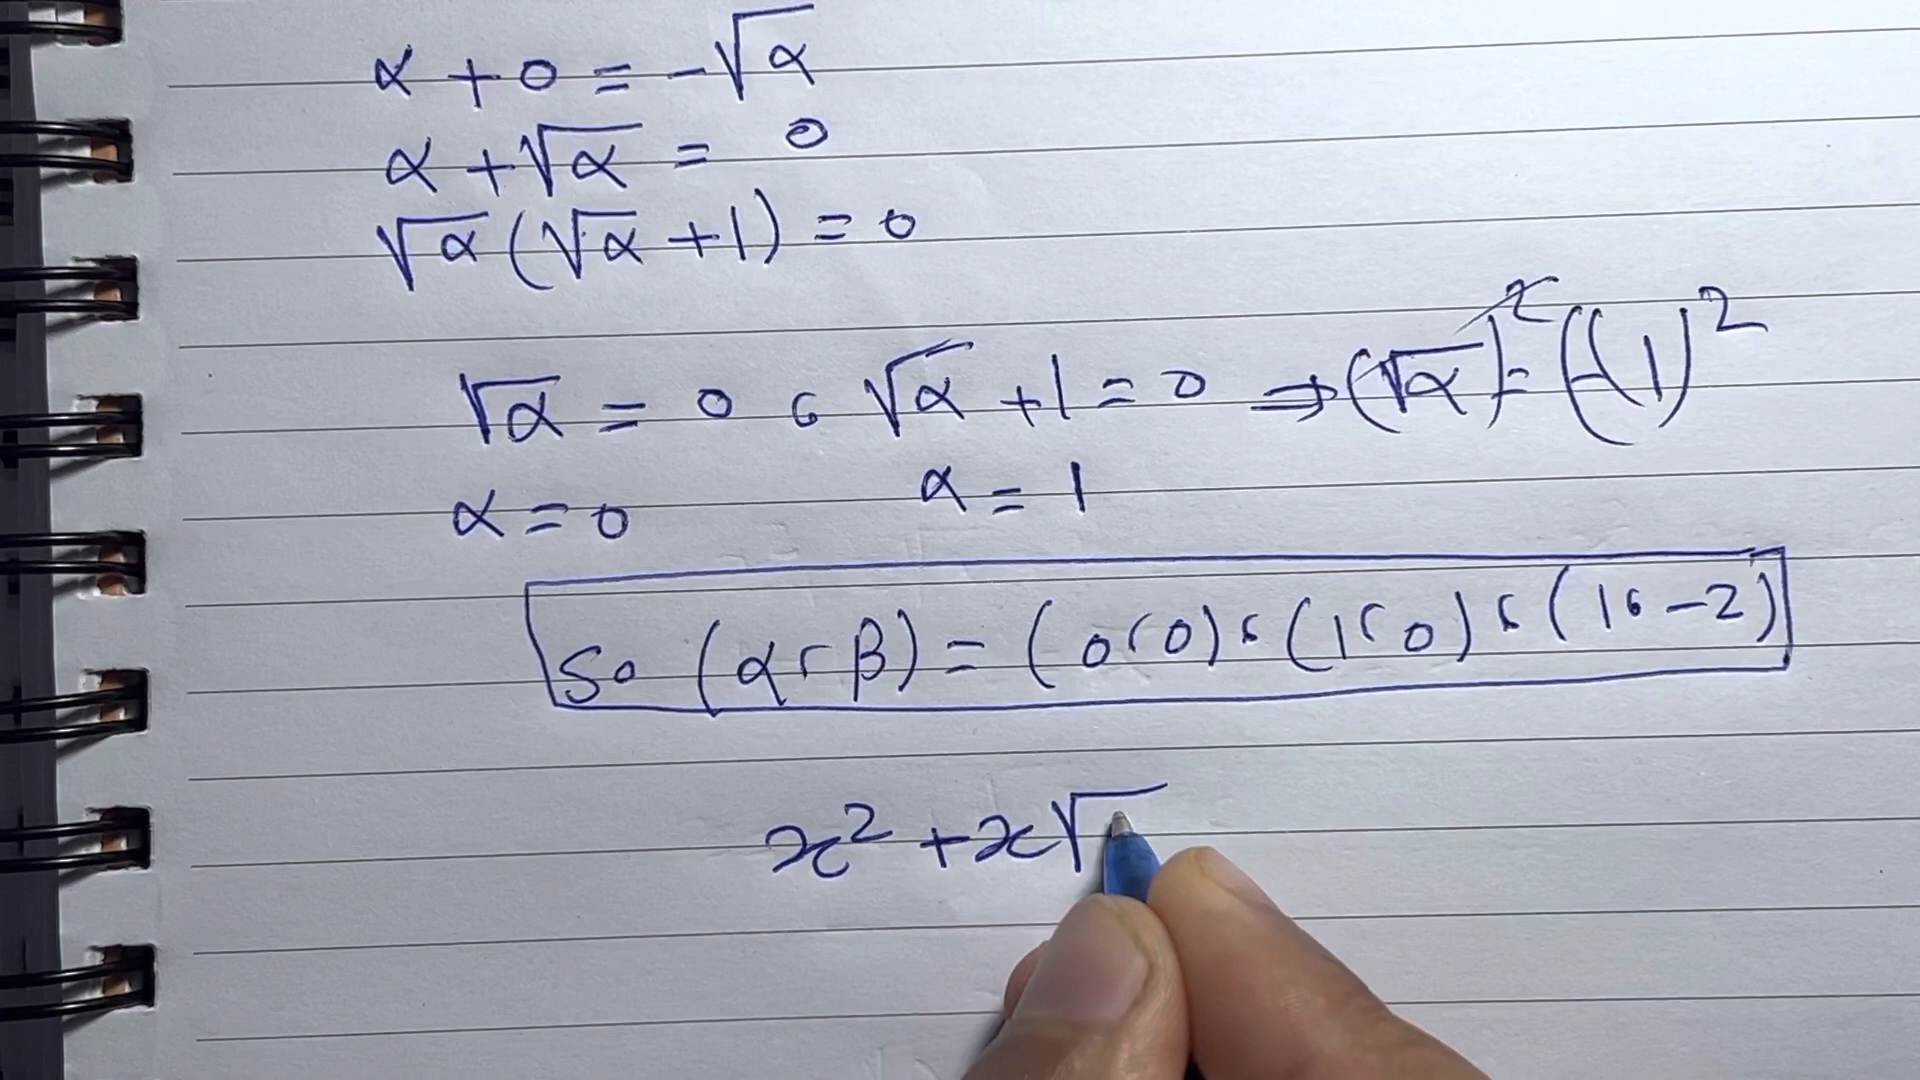 α + 0 = -√α
α + √α = 0
√α (√α + 1) = 0
√α = 0 , √α + 1 = 0 ⇒ (√α)² = (-1)²
α = 0 α = 1
So (α, β) = (0, 0), (1, 0), (1, -2)
x² + x√